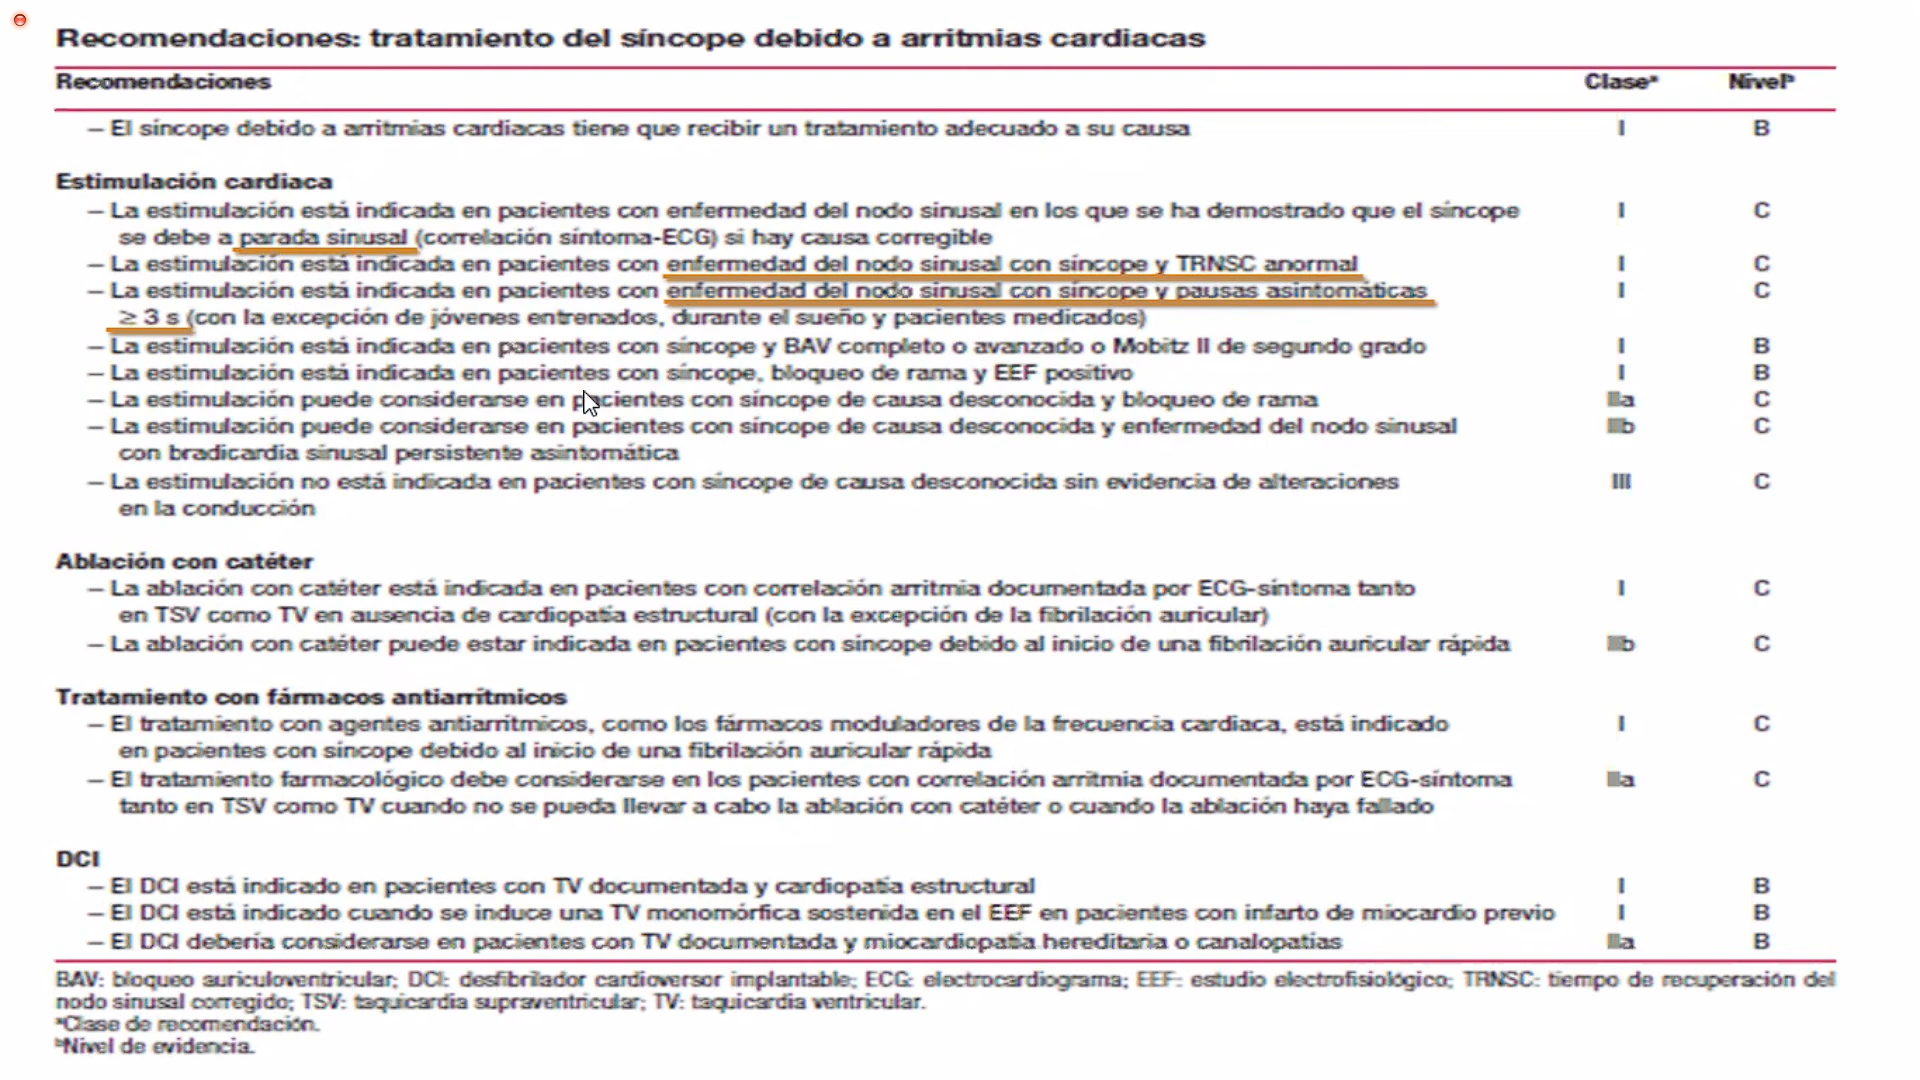 Recomendaciones: tratamiento del síncope debido a arritmias cardiacas
Recomendaciones Claseª Nivelᵇ
– El síncope debido a arritmias cardiacas tiene que recibir un tratamiento adecuado a su causa I B
Estimulación cardiaca
– La estimulación está indicada en pacientes con enfermedad del nodo sinusal en los que se ha demostrado que el síncope I C
se debe a parada sinusal (correlación síntoma-ECG) si hay causa corregible
– La estimulación está indicada en pacientes con enfermedad del nodo sinusal con síncope y TRNSC anormal I C
– La estimulación está indicada en pacientes con enfermedad del nodo sinusal con síncope y pausas asintomáticas I C
≥ 3 s (con la excepción de jóvenes entrenados, durante el sueño y pacientes medicados)
– La estimulación está indicada en pacientes con síncope y BAV completo o avanzado o Mobitz II de segundo grado I B
– La estimulación está indicada en pacientes con síncope, bloqueo de rama y EEF positivo I B
– La estimulación puede considerarse en pacientes con síncope de causa desconocida y bloqueo de rama IIa C
– La estimulación puede considerarse en pacientes con síncope de causa desconocida y enfermedad del nodo sinusal IIb C
con bradicardia sinusal persistente asintomática
– La estimulación no está indicada en pacientes con síncope de causa desconocida sin evidencia de alteraciones III C
en la conducción
Ablación con catéter
– La ablación con catéter está indicada en pacientes con correlación arritmia documentada por ECG-síntoma tanto I C
en TSV como TV en ausencia de cardiopatía estructural (con la excepción de la fibrilación auricular)
– La ablación con catéter puede estar indicada en pacientes con síncope debido al inicio de una fibrilación auricular rápida IIb C
Tratamiento con fármacos antiarrítmicos
– El tratamiento con agentes antiarrítmicos, como los fármacos moduladores de la frecuencia cardiaca, está indicado I C
en pacientes con síncope debido al inicio de una fibrilación auricular rápida
– El tratamiento farmacológico debe considerarse en los pacientes con correlación arritmia documentada por ECG-síntoma IIa C
tanto en TSV como TV cuando no se pueda llevar a cabo la ablación con catéter o cuando la ablación haya fallado
DCI
– El DCI está indicado en pacientes con TV documentada y cardiopatía estructural I B
– El DCI está indicado cuando se induce una TV monomórfica sostenida en el EEF en pacientes con infarto de miocardio previo I B
– El DCI debería considerarse en pacientes con TV documentada y miocardiopatía hereditaria o canalopatías IIa B
BAV: bloqueo auriculoventricular; DCI: desfibrilador cardioversor implantable; ECG: electrocardiograma; EEF: estudio electrofisiológico; TRNSC: tiempo de recuperación del
nodo sinusal corregido; TSV: taquicardia supraventricular; TV: taquicardia ventricular.
ªClase de recomendación.
ᵇNivel de evidencia.